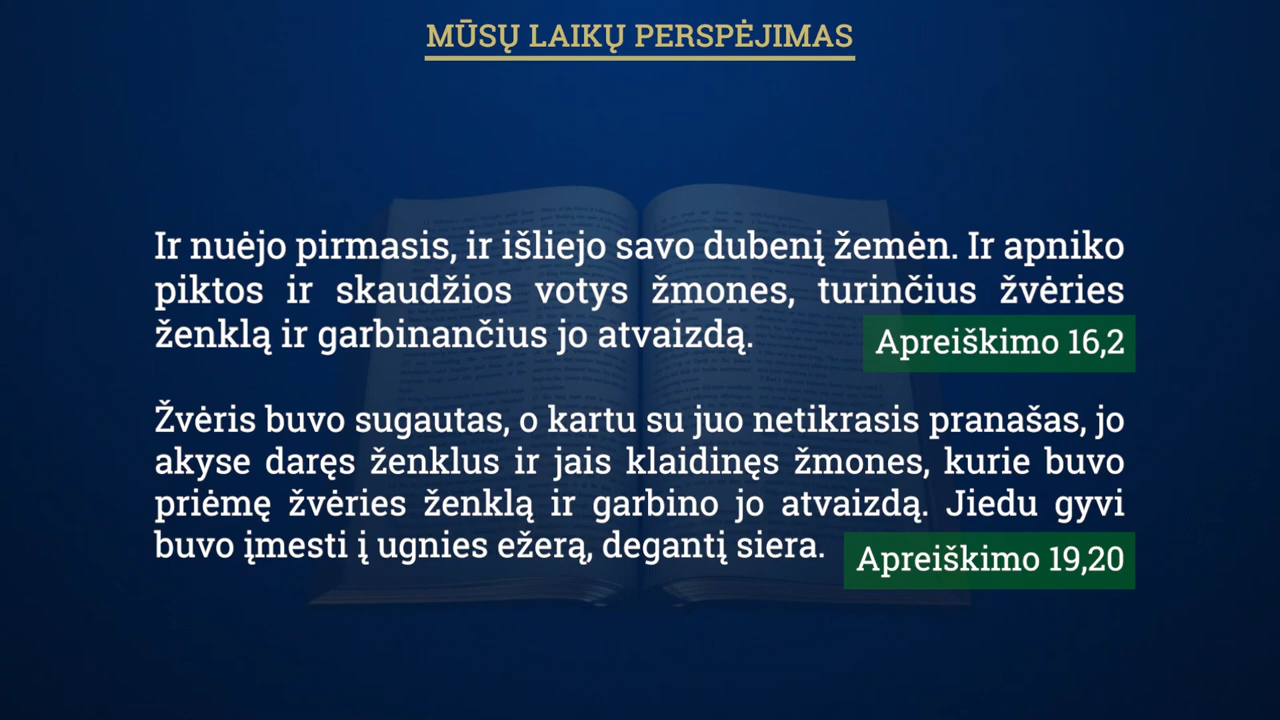 MŪSŲ LAIKŲ PERSPĖJIMAS
Ir nuėjo pirmasis, ir išliejo savo dubenį žemėn. Ir apniko
piktos ir skaudžios votys žmones, turinčius žvėries
ženklą ir garbinančius jo atvaizdą.
Apreiškimo 16,2
Žvėris buvo sugautas, o kartu su juo netikrasis pranašas, jo
akyse daręs ženklus ir jais klaidinęs žmones, kurie buvo
priėmę žvėries ženklą ir garbino jo atvaizdą. Jiedu gyvi
buvo įmesti į ugnies ežerą, degantį siera.
Apreiškimo 19,20